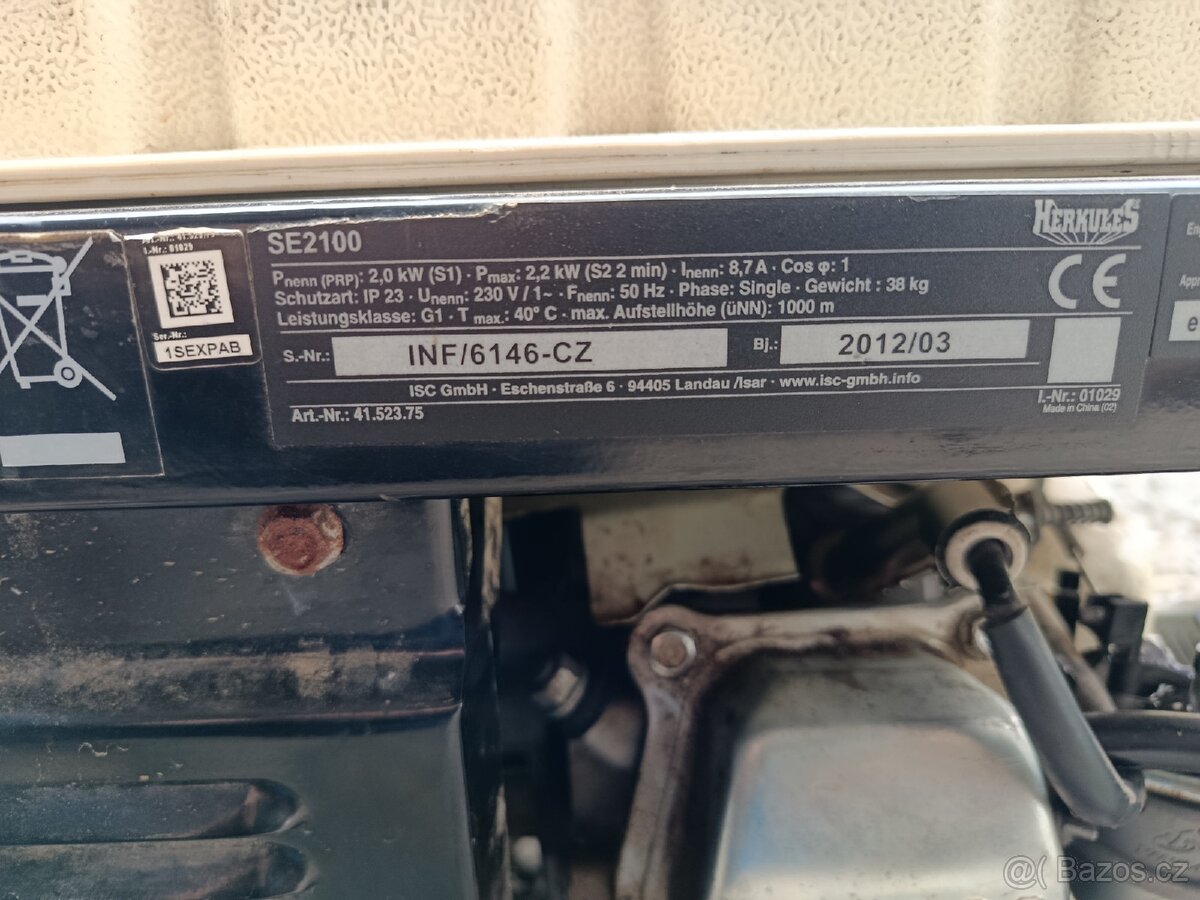 I.-Nr.: 01029
Ser.-Nr.:
1SEXPAB
SE2100
HERKULES
Pnenn (PRP): 2,0 kW (S1) · Pmax: 2,2 kW (S2 2 min) · Inenn: 8,7 A · Cos φ: 1
Schutzart: IP 23 · Unenn: 230 V / 1~ · Fnenn: 50 Hz · Phase: Single · Gewicht : 38 kg
Leistungsklasse: G1 · T max.: 40° C · max. Aufstellhöhe (üNN): 1000 m
CE
S.-Nr.: INF/6146-CZ Bj.: 2012/03
ISC GmbH · Eschenstraße 6 · 94405 Landau /Isar · www.isc-gmbh.info
Art.-Nr.: 41.523.75
I.-Nr.: 01029
Made in China (02)
Bazos.cz